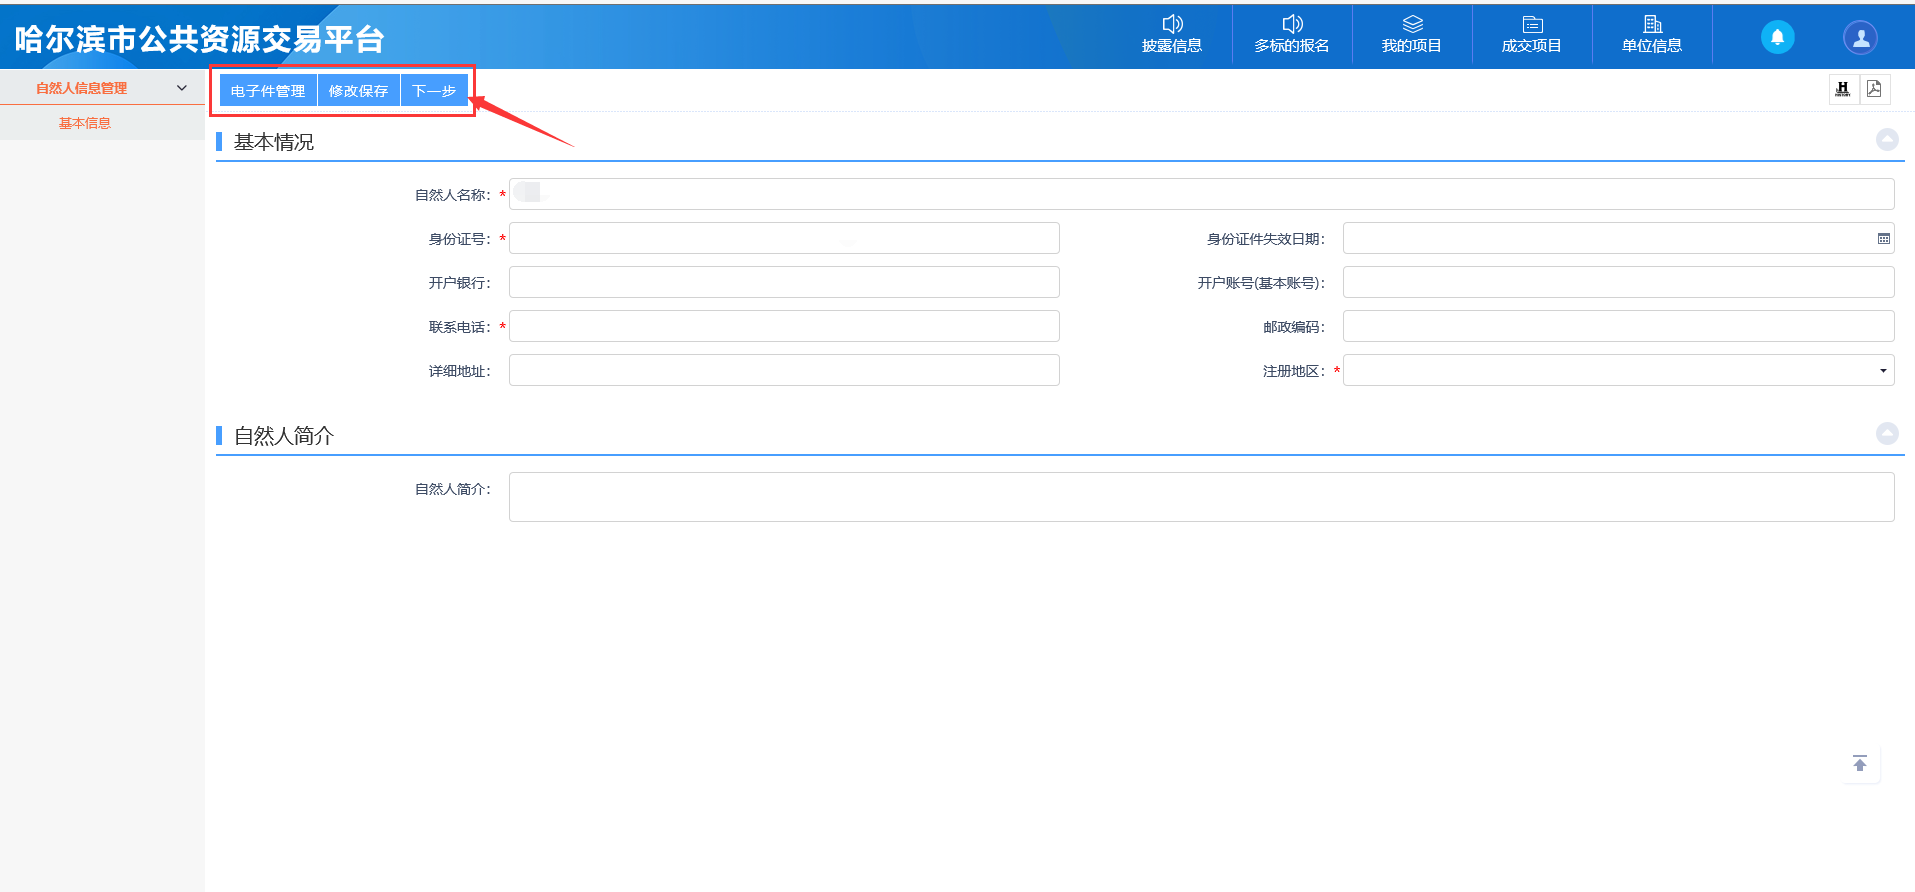 哈尔滨市公共资源交易平台
披露信息
多标的报名
我的项目
成交项目
单位信息
自然人信息管理
基本信息
电子件管理 修改保存 下一步
H
HISTORY
基本情况
自然人名称：*
身份证号：*
身份证件失效日期：
开户银行：
开户账号(基本账号)：
联系电话：*
邮政编码：
详细地址：
注册地区：*
自然人简介
自然人简介：